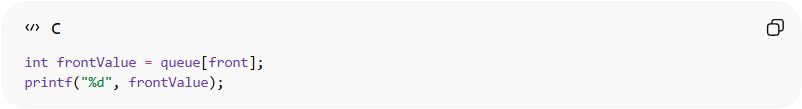 </> C
int frontValue = queue[front];
printf("%d", frontValue);